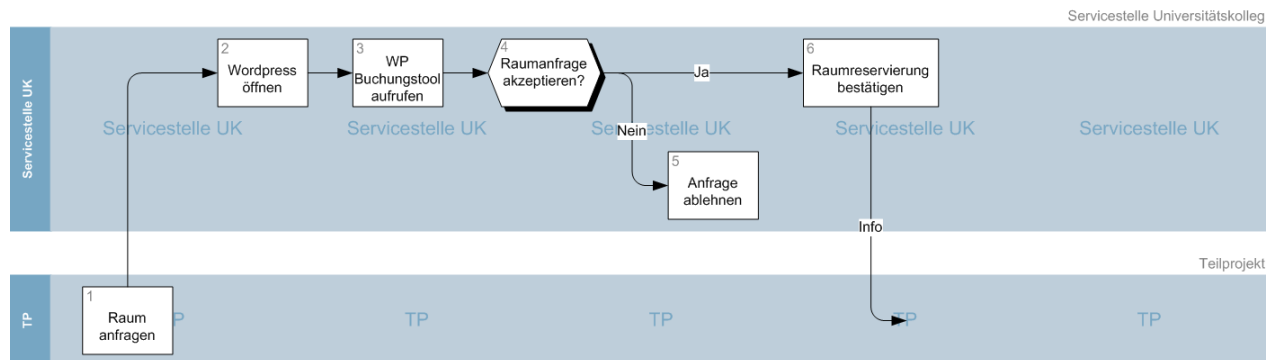 Servicestelle Universitätskolleg
Servicestelle UK
2
Wordpress
öffnen
3
WP
Buchungstool
aufrufen
4
Raumanfrage
akzeptieren?
Ja
6
Raumreservierung
bestätigen
Servicestelle UK
Servicestelle UK
Servicestelle UK
Servicestelle UK
Servicestelle UK
Nein
5
Anfrage
ablehnen
Info
Teilprojekt
TP
1
Raum
anfragen
TP
TP
TP
TP
TP